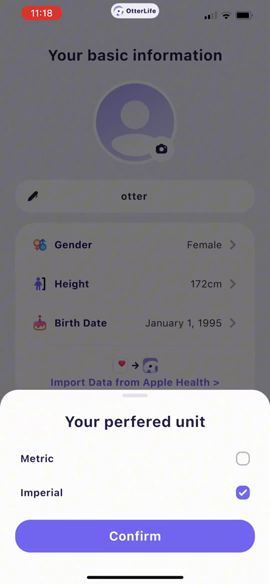 11:18
OtterLife
Your basic information
otter
Gender Female
Height 172cm
Birth Date January 1, 1995
Import Data from Apple Health >
Your perfered unit
Metric
Imperial
Confirm